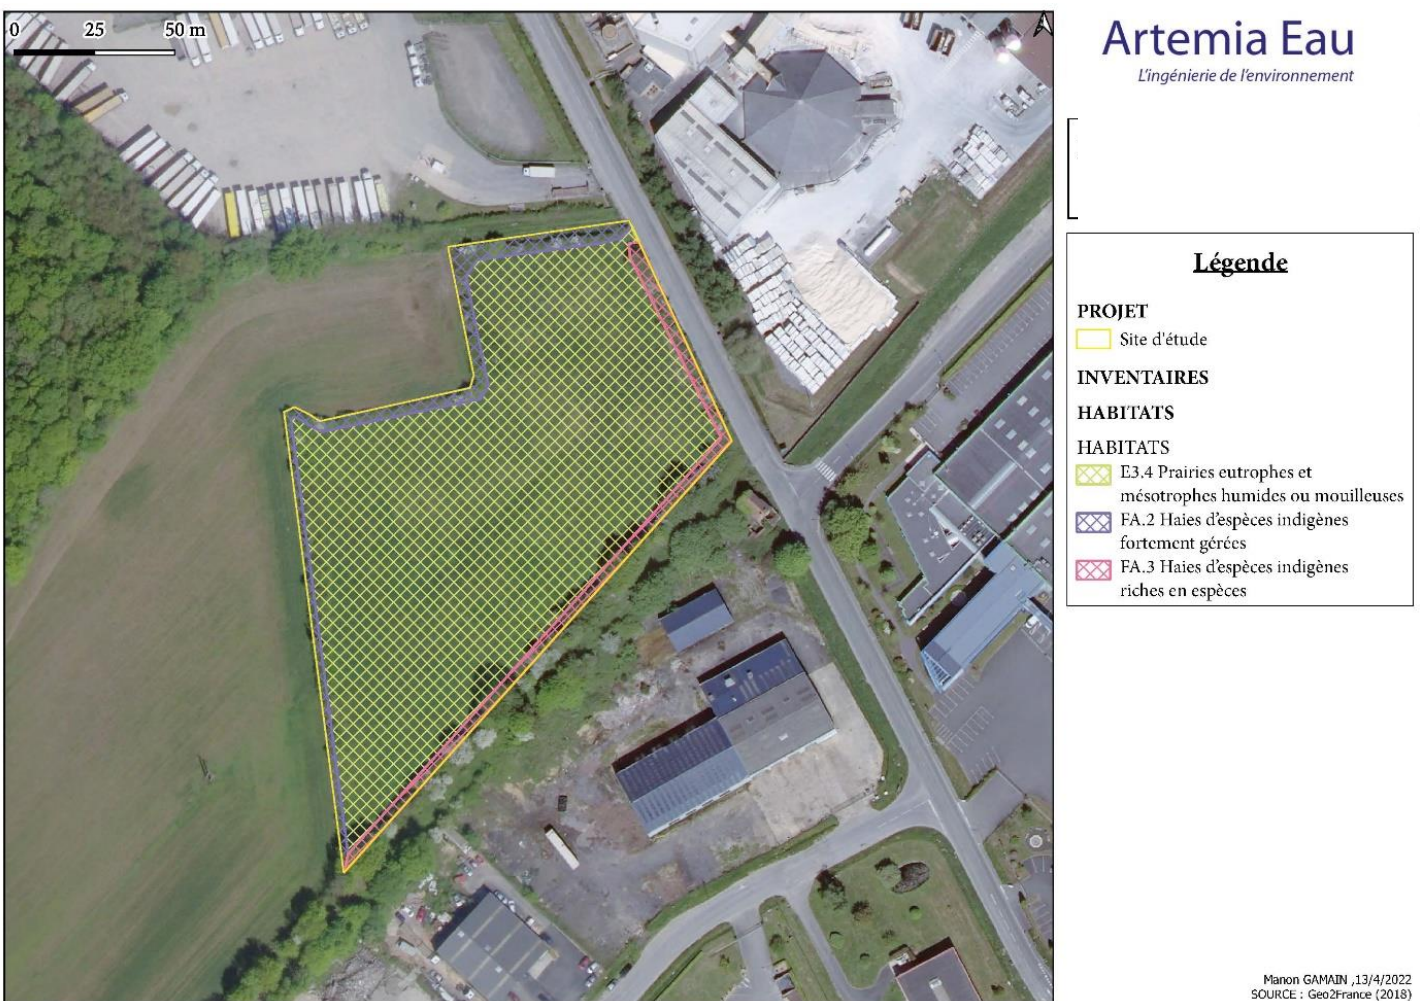 0 25 50 m
Artemia Eau
L'ingénierie de l'environnement
Légende
PROJET
Site d'étude
INVENTAIRES
HABITATS
HABITATS
E3.4 Prairies eutrophes et
mésotrophes humides ou mouilleuses
FA.2 Haies d'espèces indigènes
fortement gérées
FA.3 Haies d'espèces indigènes
riches en espèces
Manon GAMAIN ,13/4/2022
SOURCE : Geo2France (2018)